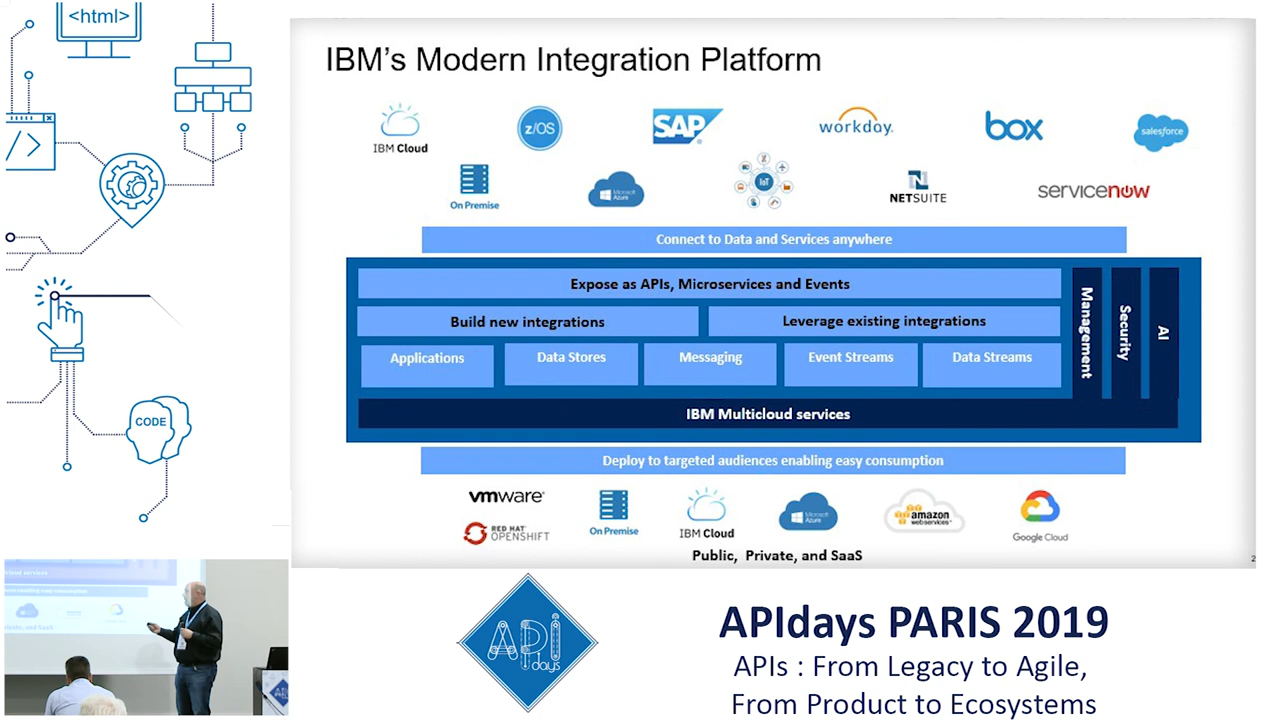 <html>
IBM's Modern Integration Platform
IBM Cloud
z/OS
SAP
workday.
box
salesforce
</>
On Premise
Microsoft Azure
IoT
NETSUITE
servicenow
Connect to Data and Services anywhere
Expose as APIs, Microservices and Events
Build new integrations
Leverage existing integrations
Applications
Data Stores
Messaging
Event Streams
Data Streams
Management
Security
AI
IBM Multicloud services
CODE
Deploy to targeted audiences enabling easy consumption
vmware
RED HAT
OPENSHIFT
On Premise
IBM Cloud
Microsoft Azure
amazon
webservices
Google Cloud
Public, Private, and SaaS
2
API
days
APIdays PARIS 2019
APIs : From Legacy to Agile,
From Product to Ecosystems